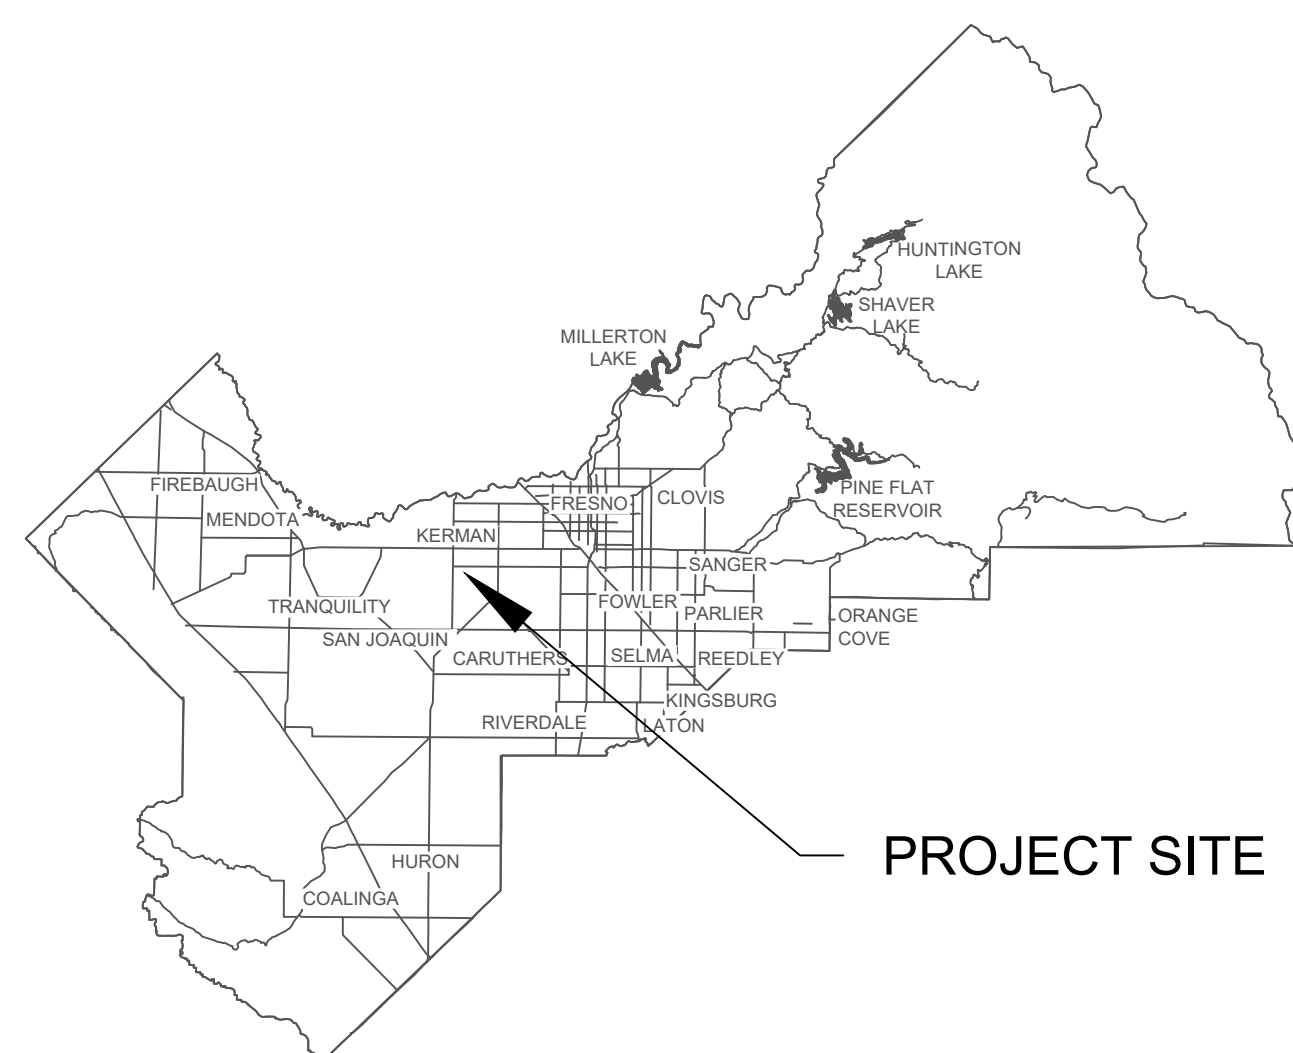 HUNTINGTON
LAKE
SHAVER
LAKE
MILLERTON
LAKE
FIREBAUGH
PINE FLAT
RESERVOIR
FRESNO
CLOVIS
MENDOTA
KERMAN
SANGER
TRANQUILITY
FOWLER
PARLIER
ORANGE
COVE
SAN JOAQUIN
CARUTHERS
SELMA
REEDLEY
KINGSBURG
RIVERDALE
LATON
PROJECT SITE
HURON
COALINGA